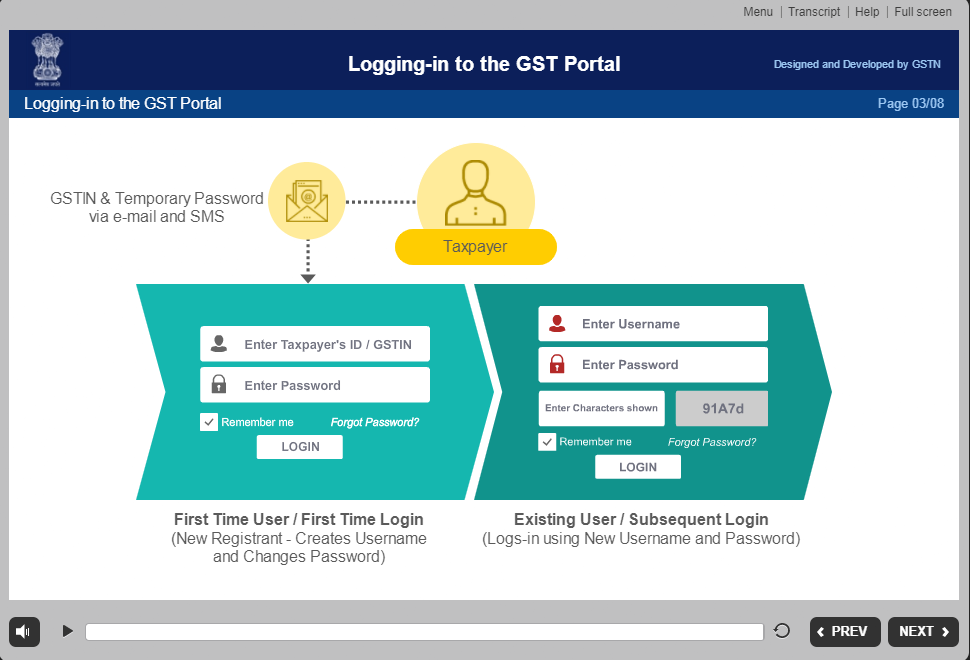 Menu | Transcript | Help | Full screen
Logging-in to the GST Portal
Designed and Developed by GSTN
Logging-in to the GST Portal
Page 03/08
GSTIN & Temporary Password
via e-mail and SMS
Taxpayer
Enter Taxpayer's ID / GSTIN
Enter Password
Remember me
Forgot Password?
LOGIN
Enter Username
Enter Password
Enter Characters shown
91A7d
Remember me
Forgot Password?
LOGIN
First Time User / First Time Login
(New Registrant - Creates Username
and Changes Password)
Existing User / Subsequent Login
(Logs-in using New Username and Password)
PREV
NEXT